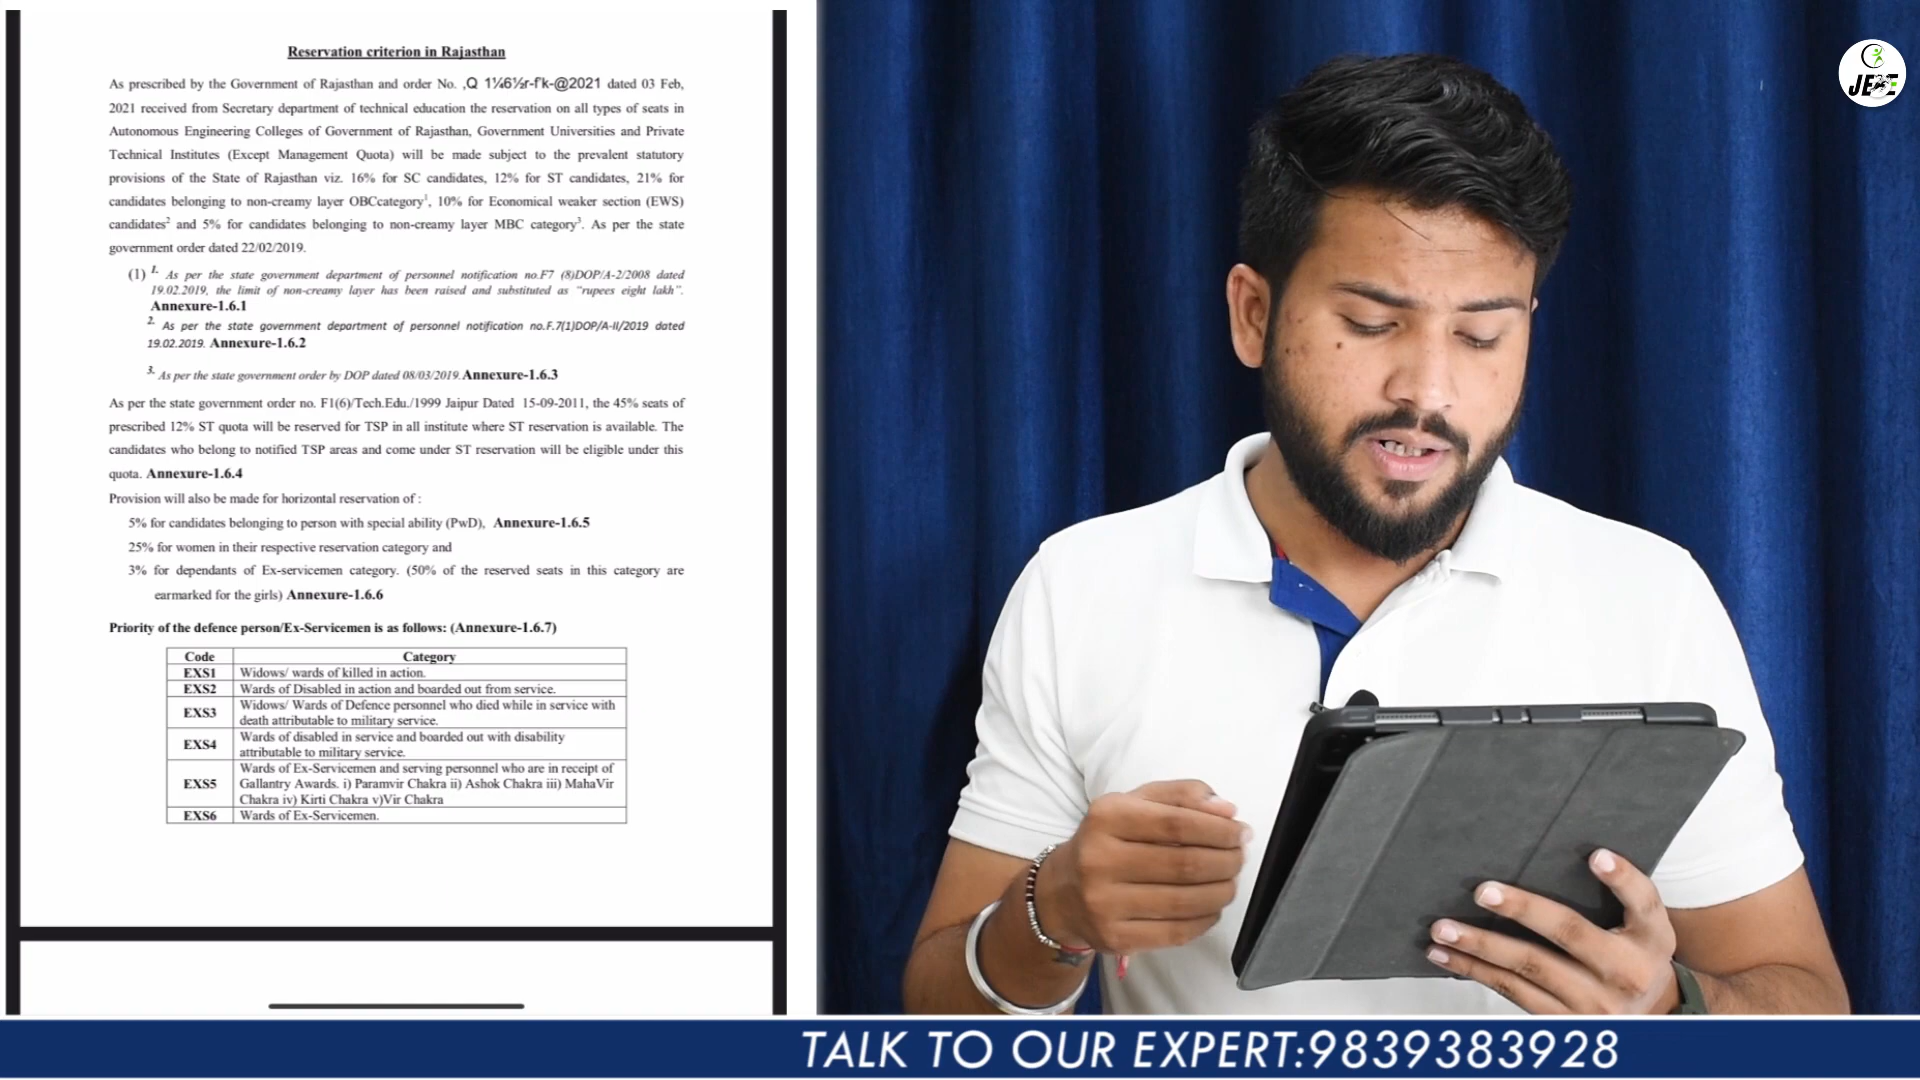 Reservation criterion in Rajasthan
As prescribed by the Government of Rajasthan and order No. ,Q 1¼6½r-f'k-@2021 dated 03 Feb,
2021 received from Secretary department of technical education the reservation on all types of seats in
Autonomous Engineering Colleges of Government of Rajasthan, Government Universities and Private
Technical Institutes (Except Management Quota) will be made subject to the prevalent statutory
provisions of the State of Rajasthan viz. 16% for SC candidates, 12% for ST candidates, 21% for
candidates belonging to non-creamy layer OBCcategory¹, 10% for Economical weaker section (EWS)
candidates² and 5% for candidates belonging to non-creamy layer MBC category³. As per the state
government order dated 22/02/2019.
(1) 1. As per the state government department of personnel notification no.F7 (8)DOP/A-2/2008 dated
19.02.2019, the limit of non-creamy layer has been raised and substituted as “rupees eight lakh”.
Annexure-1.6.1
2. As per the state government department of personnel notification no.F.7(1)DOP/A-II/2019 dated
19.02.2019. Annexure-1.6.2
3. As per the state government order by DOP dated 08/03/2019. Annexure-1.6.3
As per the state government order no. F1(6)/Tech.Edu./1999 Jaipur Dated 15-09-2011, the 45% seats of
prescribed 12% ST quota will be reserved for TSP in all institute where ST reservation is available. The
candidates who belong to notified TSP areas and come under ST reservation will be eligible under this
quota. Annexure-1.6.4
Provision will also be made for horizontal reservation of :
5% for candidates belonging to person with special ability (PwD), Annexure-1.6.5
25% for women in their respective reservation category and
3% for dependants of Ex-servicemen category. (50% of the reserved seats in this category are
earmarked for the girls) Annexure-1.6.6
Priority of the defence person/Ex-Servicemen is as follows: (Annexure-1.6.7)
Code Category
EXS1 Widows/ wards of killed in action.
EXS2 Wards of Disabled in action and boarded out from service.
EXS3 Widows/ Wards of Defence personnel who died while in service with
death attributable to military service.
EXS4 Wards of disabled in service and boarded out with disability
attributable to military service.
EXS5 Wards of Ex-Servicemen and serving personnel who are in receipt of
Gallantry Awards. i) Paramvir Chakra ii) Ashok Chakra iii) MahaVir
Chakra iv) Kirti Chakra v)Vir Chakra
EXS6 Wards of Ex-Servicemen.
TALK TO OUR EXPERT:9839383928